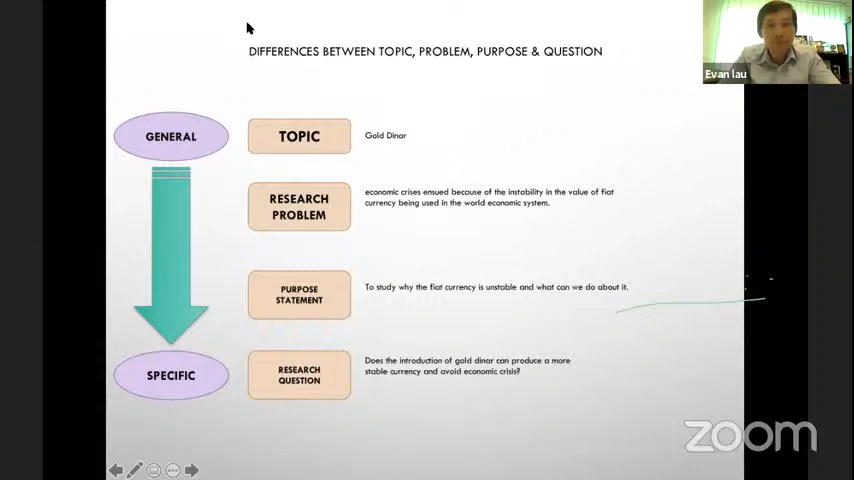 Evan lau
DIFFERENCES BETWEEN TOPIC, PROBLEM, PURPOSE & QUESTION
GENERAL
TOPIC
Gold Dinar
RESEARCH
PROBLEM
economic crises ensued because of the instability in the value of fiat
currency being used in the world economic system.
PURPOSE
STATEMENT
To study why the fiat currency is unstable and what can we do about it.
SPECIFIC
RESEARCH
QUESTION
Does the introduction of gold dinar can produce a more
stable currency and avoid economic crisis?
zoom